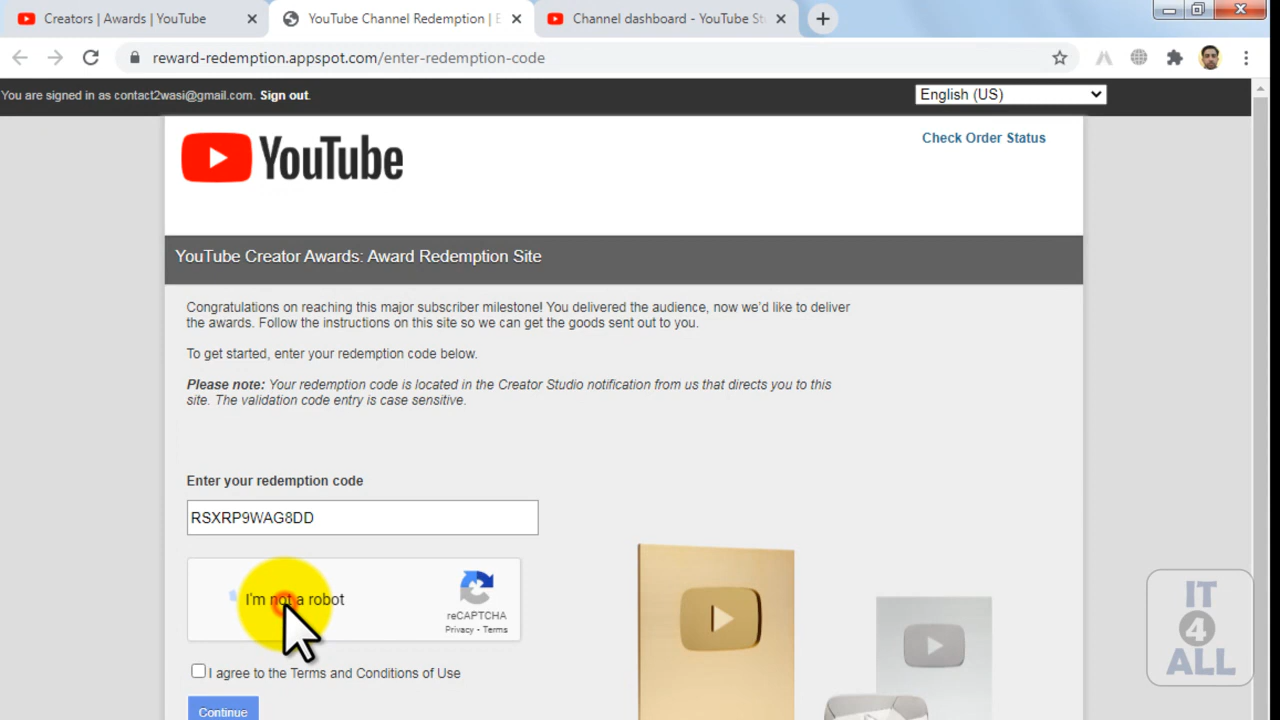 Creators | Awards | YouTube
YouTube Channel Redemption |
Channel dashboard - YouTube St
reward-redemption.appspot.com/enter-redemption-code
You are signed in as contact2wasi@gmail.com. Sign out.
English (US)
YouTube
Check Order Status
YouTube Creator Awards: Award Redemption Site
Congratulations on reaching this major subscriber milestone! You delivered the audience, now we'd like to deliver
the awards. Follow the instructions on this site so we can get the goods sent out to you.
To get started, enter your redemption code below.
Please note: Your redemption code is located in the Creator Studio notification from us that directs you to this
site. The validation code entry is case sensitive.
Enter your redemption code
RSXRP9WAG8DD
I'm not a robot
reCAPTCHA
Privacy - Terms
I agree to the Terms and Conditions of Use
Continue
IT
4
ALL